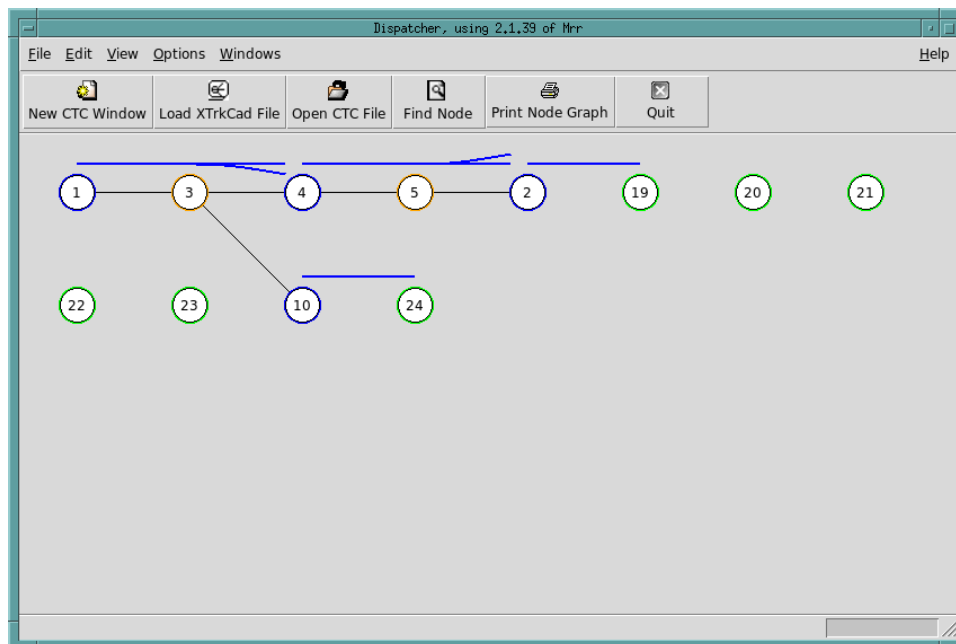 Dispatcher, using 2.1.39 of Mrr
File Edit View Options Windows Help
New CTC Window Load XTrkCad File Open CTC File Find Node Print Node Graph Quit
1 3 4 5 2 19 20 21
22 23 10 24